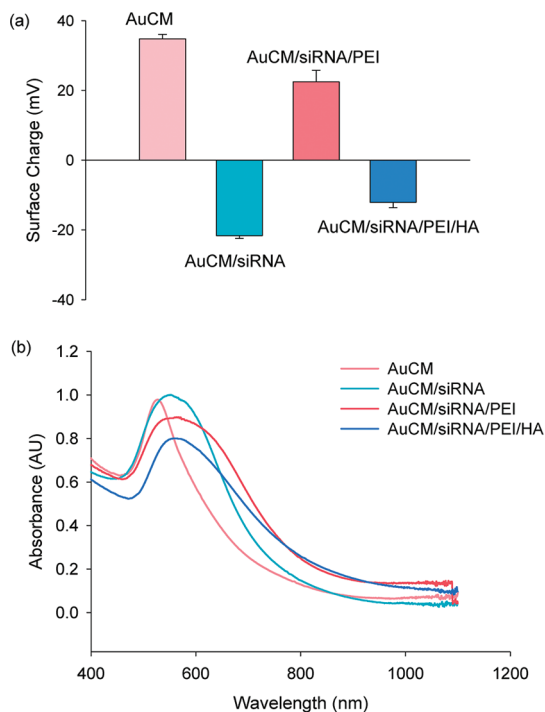 (a)
AuCM
AuCM/siRNA/PEI
AuCM/siRNA
AuCM/siRNA/PEI/HA
Surface Charge (mV)
40
20
0
-20
-40
(b)
AuCM
AuCM/siRNA
AuCM/siRNA/PEI
AuCM/siRNA/PEI/HA
Absorbance (AU)
1.2
1.0
0.8
0.6
0.4
0.2
0.0
400 600 800 1000 1200
Wavelength (nm)